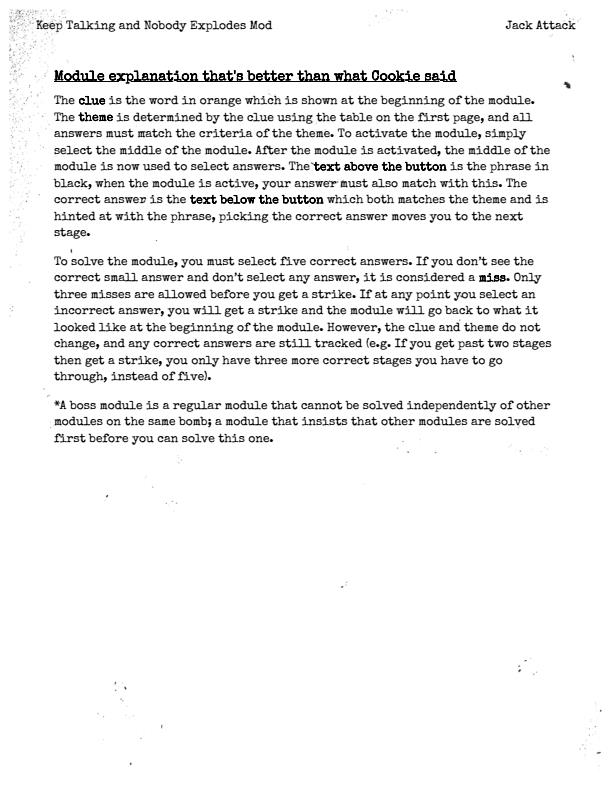 Keep Talking and Nobody Explodes Mod Jack Attack
Module explanation that's better than what Cookie said
The clue is the word in orange which is shown at the beginning of the module.
The theme is determined by the clue using the table on the first page, and all
answers must match the criteria of the theme. To activate the module, simply
select the middle of the module. After the module is activated, the middle of the
module is now used to select answers. The text above the button is the phrase in
black, when the module is active, your answer must also match with this. The
correct answer is the text below the button which both matches the theme and is
hinted at with the phrase, picking the correct answer moves you to the next
stage.
To solve the module, you must select five correct answers. If you don't see the
correct small answer and don't select any answer, it is considered a miss. Only
three misses are allowed before you get a strike. If at any point you select an
incorrect answer, you will get a strike and the module will go back to what it
looked like at the beginning of the module. However, the clue and theme do not
change, and any correct answers are still tracked (e.g. If you get past two stages
then get a strike, you only have three more correct stages you have to go
through, instead of five).
*A boss module is a regular module that cannot be solved independently of other
modules on the same bomb; a module that insists that other modules are solved
first before you can solve this one.